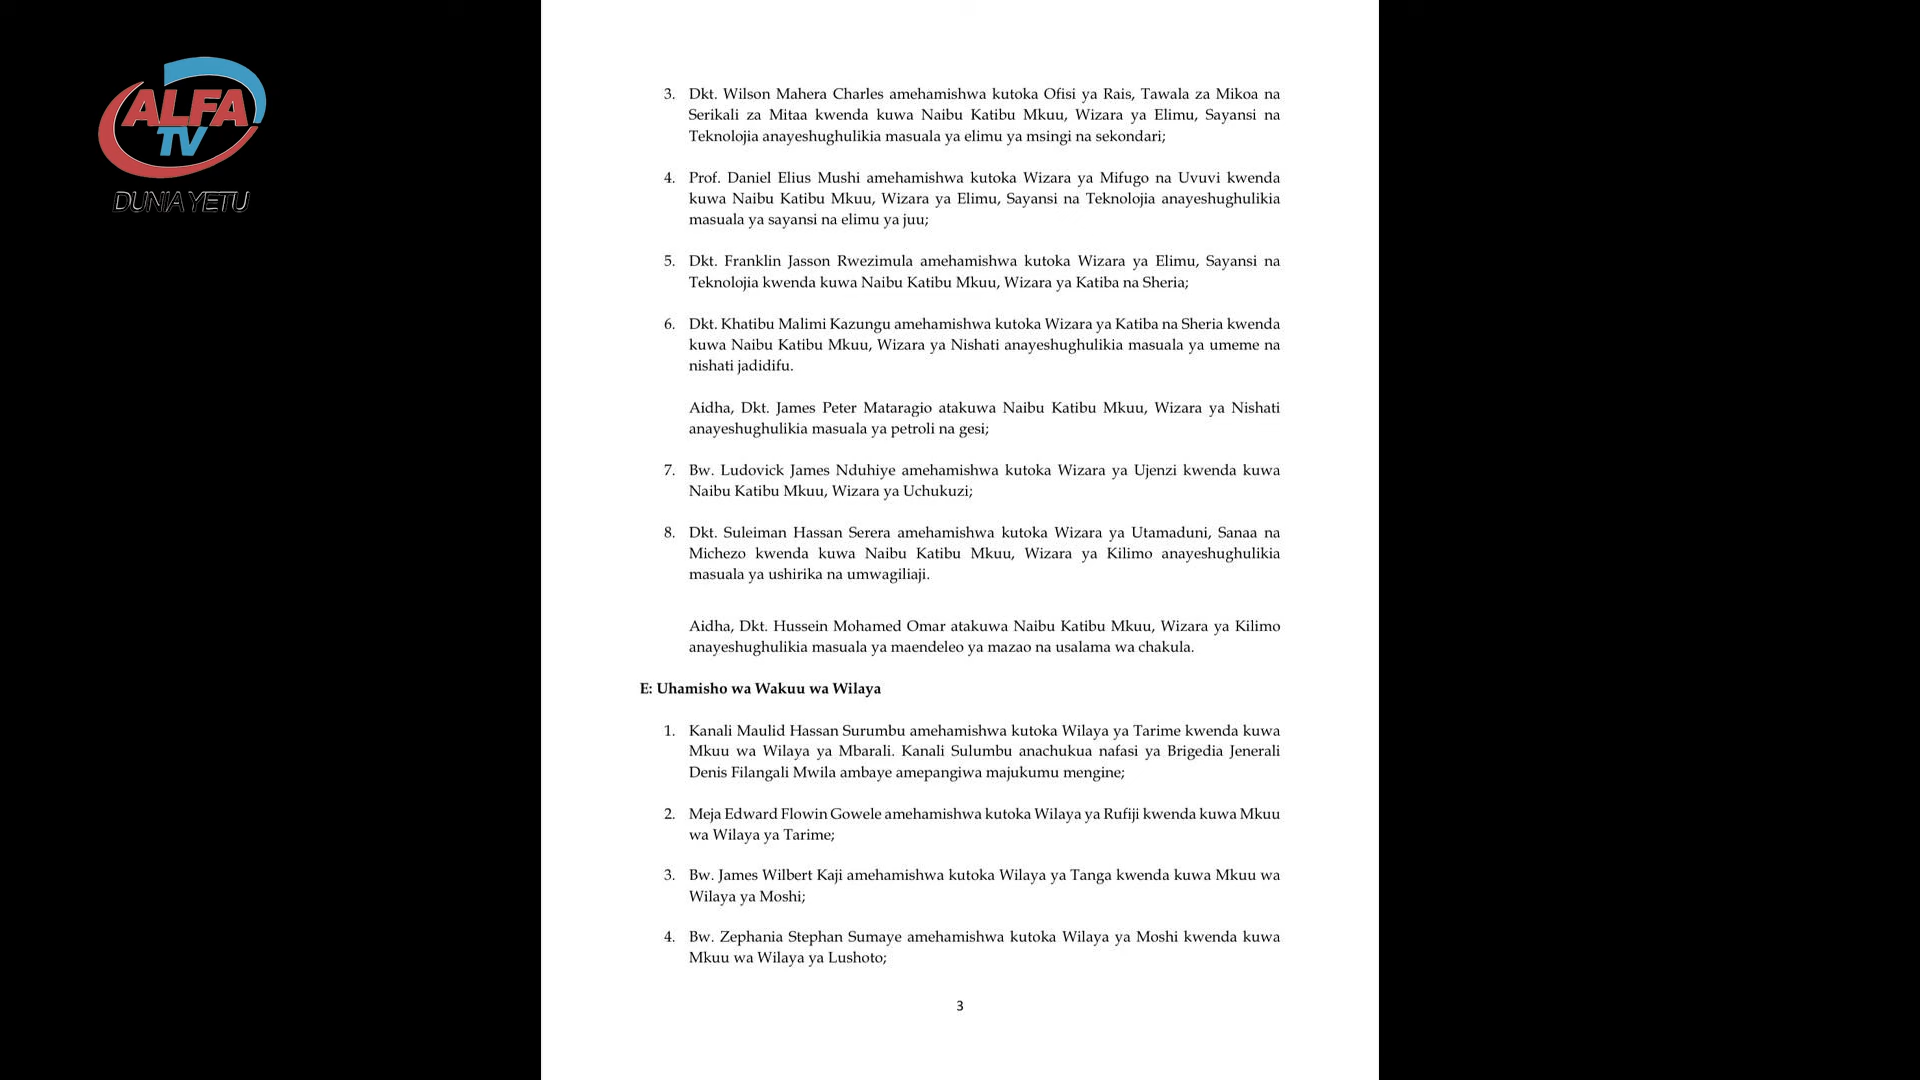 ALFA
TV
DUNIA YETU
3. Dkt. Wilson Mahera Charles amehamishwa kutoka Ofisi ya Rais, Tawala za Mikoa na
Serikali za Mitaa kwenda kuwa Naibu Katibu Mkuu, Wizara ya Elimu, Sayansi na
Teknolojia anayeshughulikia masuala ya elimu ya msingi na sekondari;
4. Prof. Daniel Elius Mushi amehamishwa kutoka Wizara ya Mifugo na Uvuvi kwenda
kuwa Naibu Katibu Mkuu, Wizara ya Elimu, Sayansi na Teknolojia anayeshughulikia
masuala ya sayansi na elimu ya juu;
5. Dkt. Franklin Jasson Rwezimula amehamishwa kutoka Wizara ya Elimu, Sayansi na
Teknolojia kwenda kuwa Naibu Katibu Mkuu, Wizara ya Katiba na Sheria;
6. Dkt. Khatibu Malimi Kazungu amehamishwa kutoka Wizara ya Katiba na Sheria kwenda
kuwa Naibu Katibu Mkuu, Wizara ya Nishati anayeshughulikia masuala ya umeme na
nishati jadidifu.
Aidha, Dkt. James Peter Mataragio atakuwa Naibu Katibu Mkuu, Wizara ya Nishati
anayeshughulikia masuala ya petroli na gesi;
7. Bw. Ludovick James Nduhiye amehamishwa kutoka Wizara ya Ujenzi kwenda kuwa
Naibu Katibu Mkuu, Wizara ya Uchukuzi;
8. Dkt. Suleiman Hassan Serera amehamishwa kutoka Wizara ya Utamaduni, Sanaa na
Michezo kwenda kuwa Naibu Katibu Mkuu, Wizara ya Kilimo anayeshughulikia
masuala ya ushirika na umwagiliaji.
Aidha, Dkt. Hussein Mohamed Omar atakuwa Naibu Katibu Mkuu, Wizara ya Kilimo
anayeshughulikia masuala ya maendeleo ya mazao na usalama wa chakula.
E: Uhamisho wa Wakuu wa Wilaya
1. Kanali Maulid Hassan Surumbu amehamishwa kutoka Wilaya ya Tarime kwenda kuwa
Mkuu wa Wilaya ya Mbarali. Kanali Sulumbu anachukua nafasi ya Brigedia Jenerali
Denis Filangali Mwila ambaye amepangiwa majukumu mengine;
2. Meja Edward Flowin Gowele amehamishwa kutoka Wilaya ya Rufiji kwenda kuwa Mkuu
wa Wilaya ya Tarime;
3. Bw. James Wilbert Kaji amehamishwa kutoka Wilaya ya Tanga kwenda kuwa Mkuu wa
Wilaya ya Moshi;
4. Bw. Zephania Stephan Sumaye amehamishwa kutoka Wilaya ya Moshi kwenda kuwa
Mkuu wa Wilaya ya Lushoto;
3